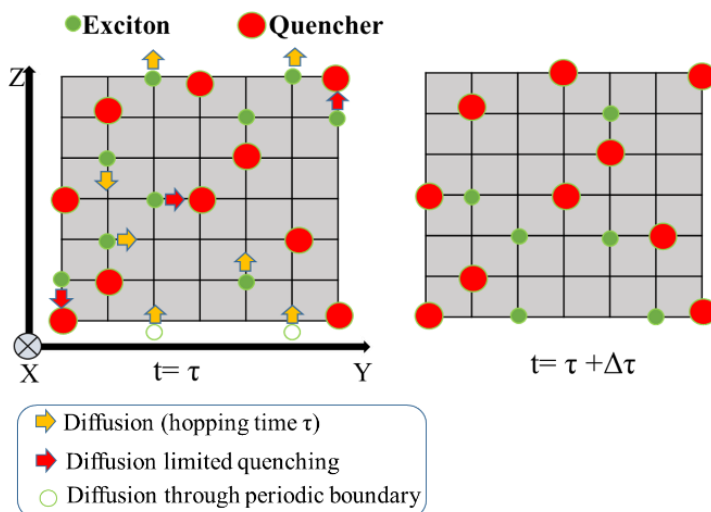 Exciton Quencher
Z
X
t= τ
Y
t= τ +Δτ
Diffusion (hopping time τ)
Diffusion limited quenching
Diffusion through periodic boundary